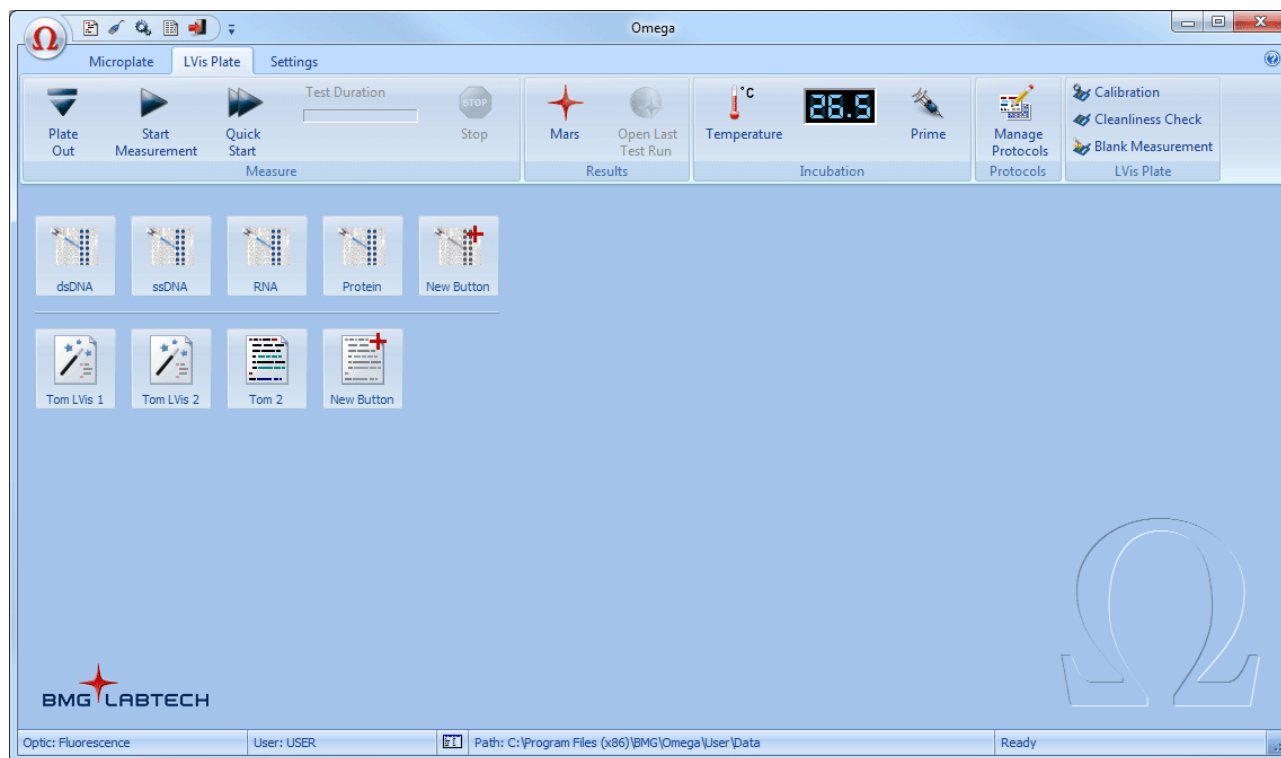 Omega
Microplate LVis Plate Settings
Plate Out
Start Measurement
Quick Start
Test Duration
STOP
Stop
Measure
Mars
Open Last Test Run
Results
°C
Temperature
26.5
Prime
Incubation
Manage Protocols
Protocols
Calibration
Cleanliness Check
Blank Measurement
LVis Plate
dsDNA ssDNA RNA Protein New Button
Tom LVis 1 Tom LVis 2 Tom 2 New Button
BMG LABTECH
Optic: Fluorescence User: USER Path: C:\Program Files (x86)\BMG\Omega\User\Data Ready